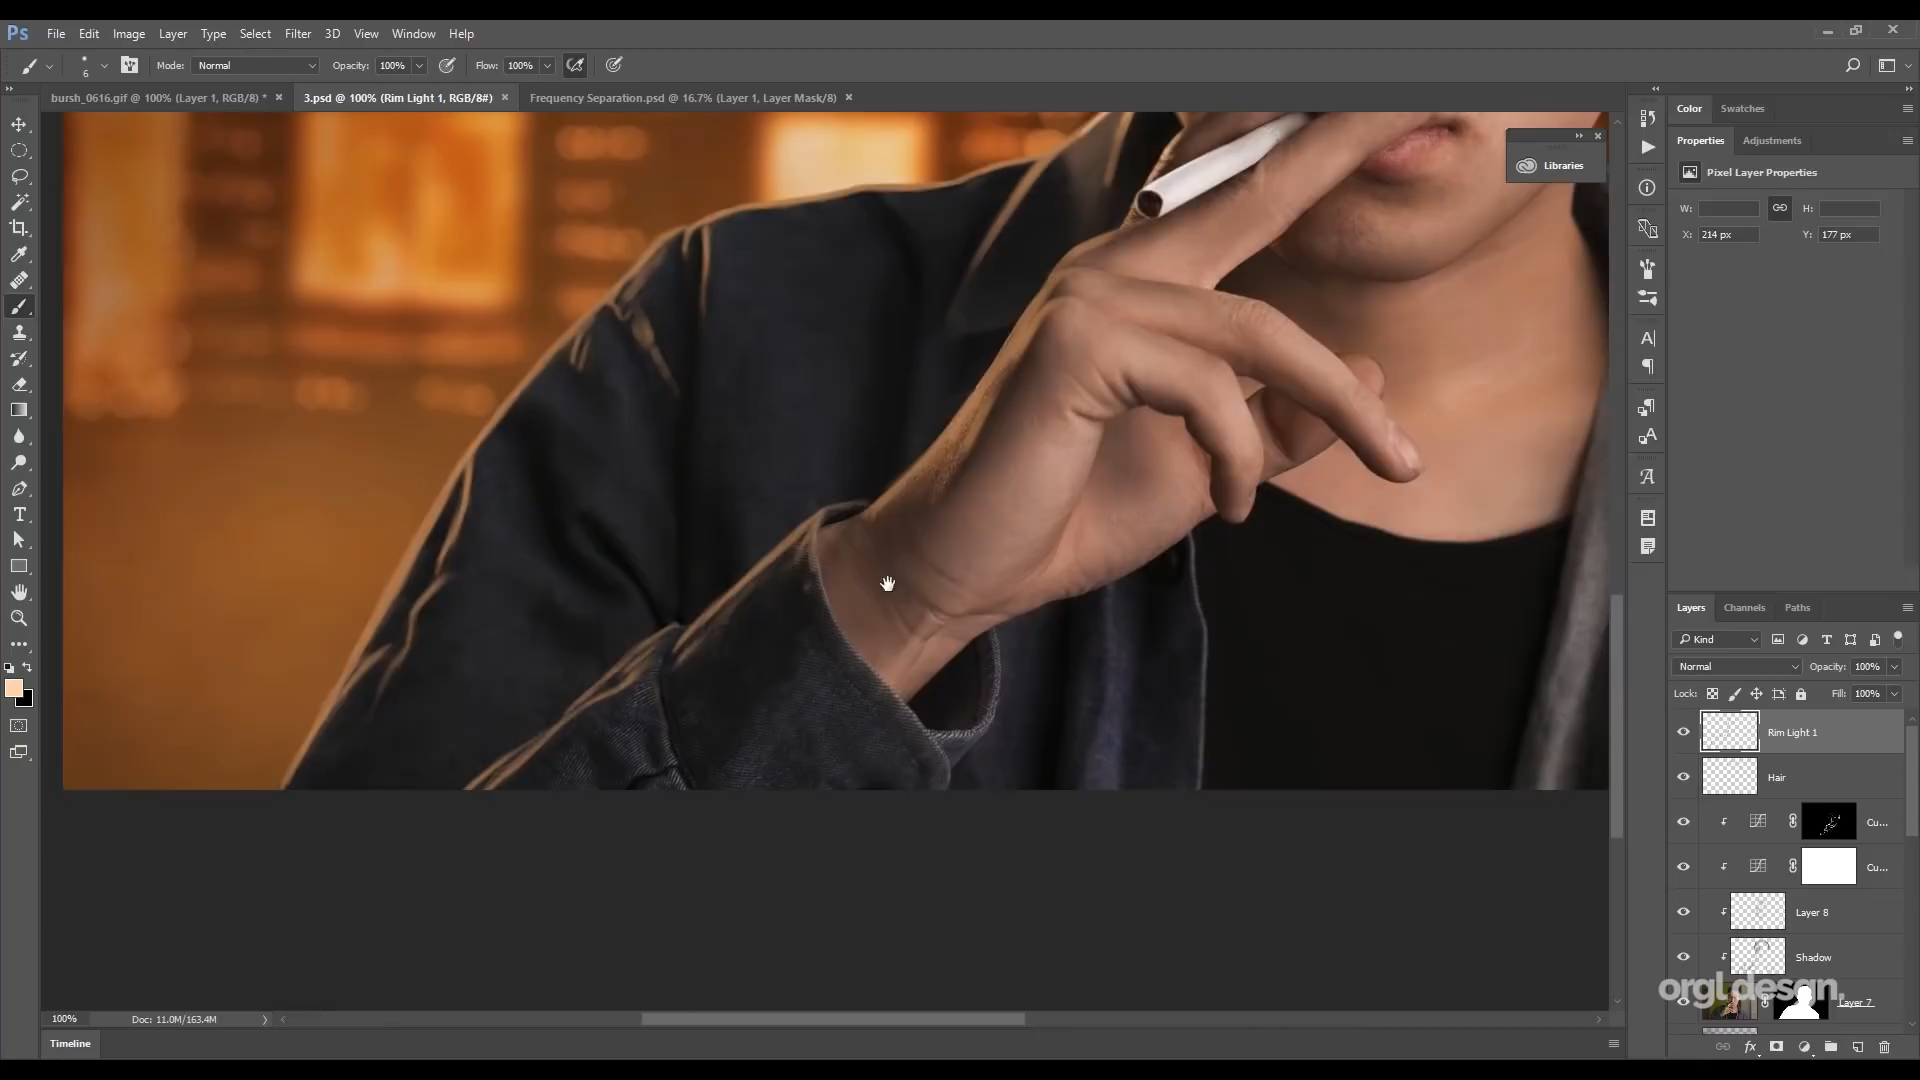 Ps File Edit Image Layer Type Select Filter 3D View Window Help
6 Mode: Normal Opacity: 100% Flow: 100%
bursh_0616.gif @ 100% (Layer 1, RGB/8) * × 3.psd @ 100% (Rim Light 1, RGB/8#) × Frequency Separation.psd @ 16.7% (Layer 1, Layer Mask/8) ×
Color Swatches
Libraries
Properties Adjustments
Pixel Layer Properties
W: H:
X: 214 px Y: 177 px
Layers Channels Paths
Kind
Normal Opacity: 100%
Lock: Fill: 100%
Rim Light 1
Hair
Cu...
Cu...
Layer 8
Shadow
Layer 7
orgl.desgn.
100% Doc: 11.0M/163.4M
Timeline